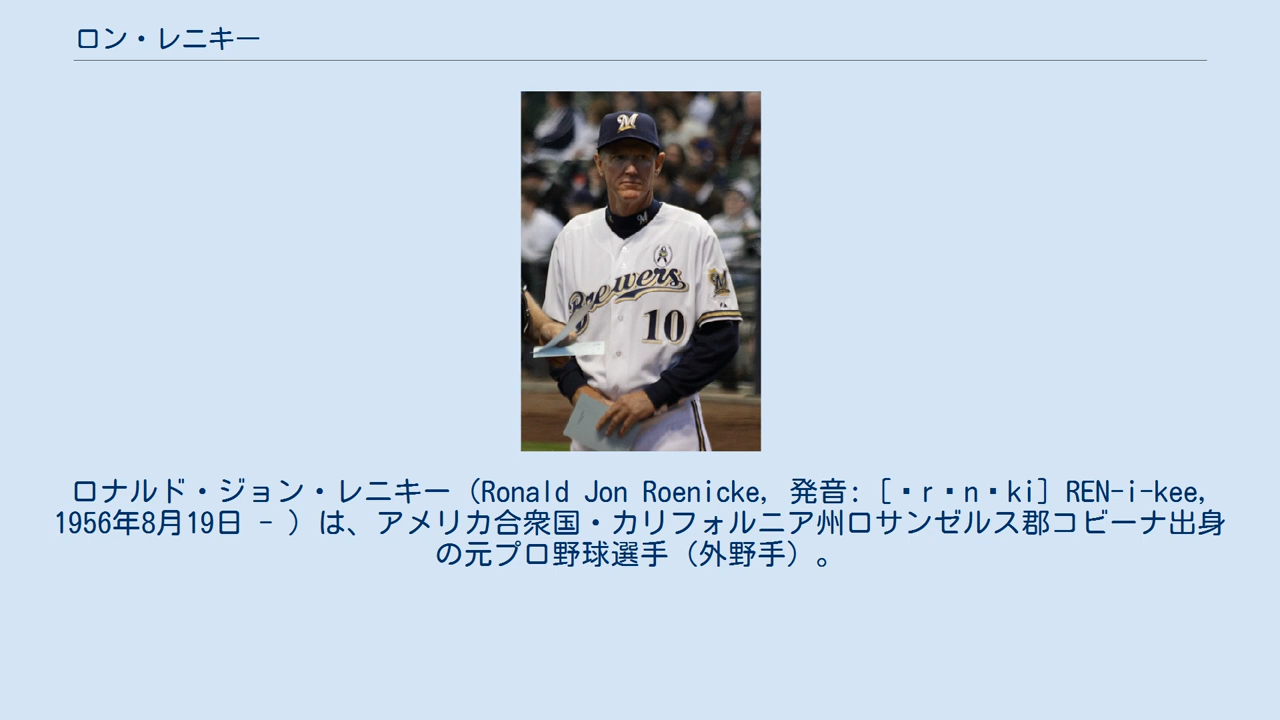 ロン・レニキー
M
M
Brewers
M
10
ロナルド・ジョン・レニキー（Ronald Jon Roenicke, 発音: [▪r▪n▪ki] REN-i-kee,
1956年8月19日 - ）は、アメリカ合衆国・カリフォルニア州ロサンゼルス郡コビーナ出身
の元プロ野球選手（外野手）。